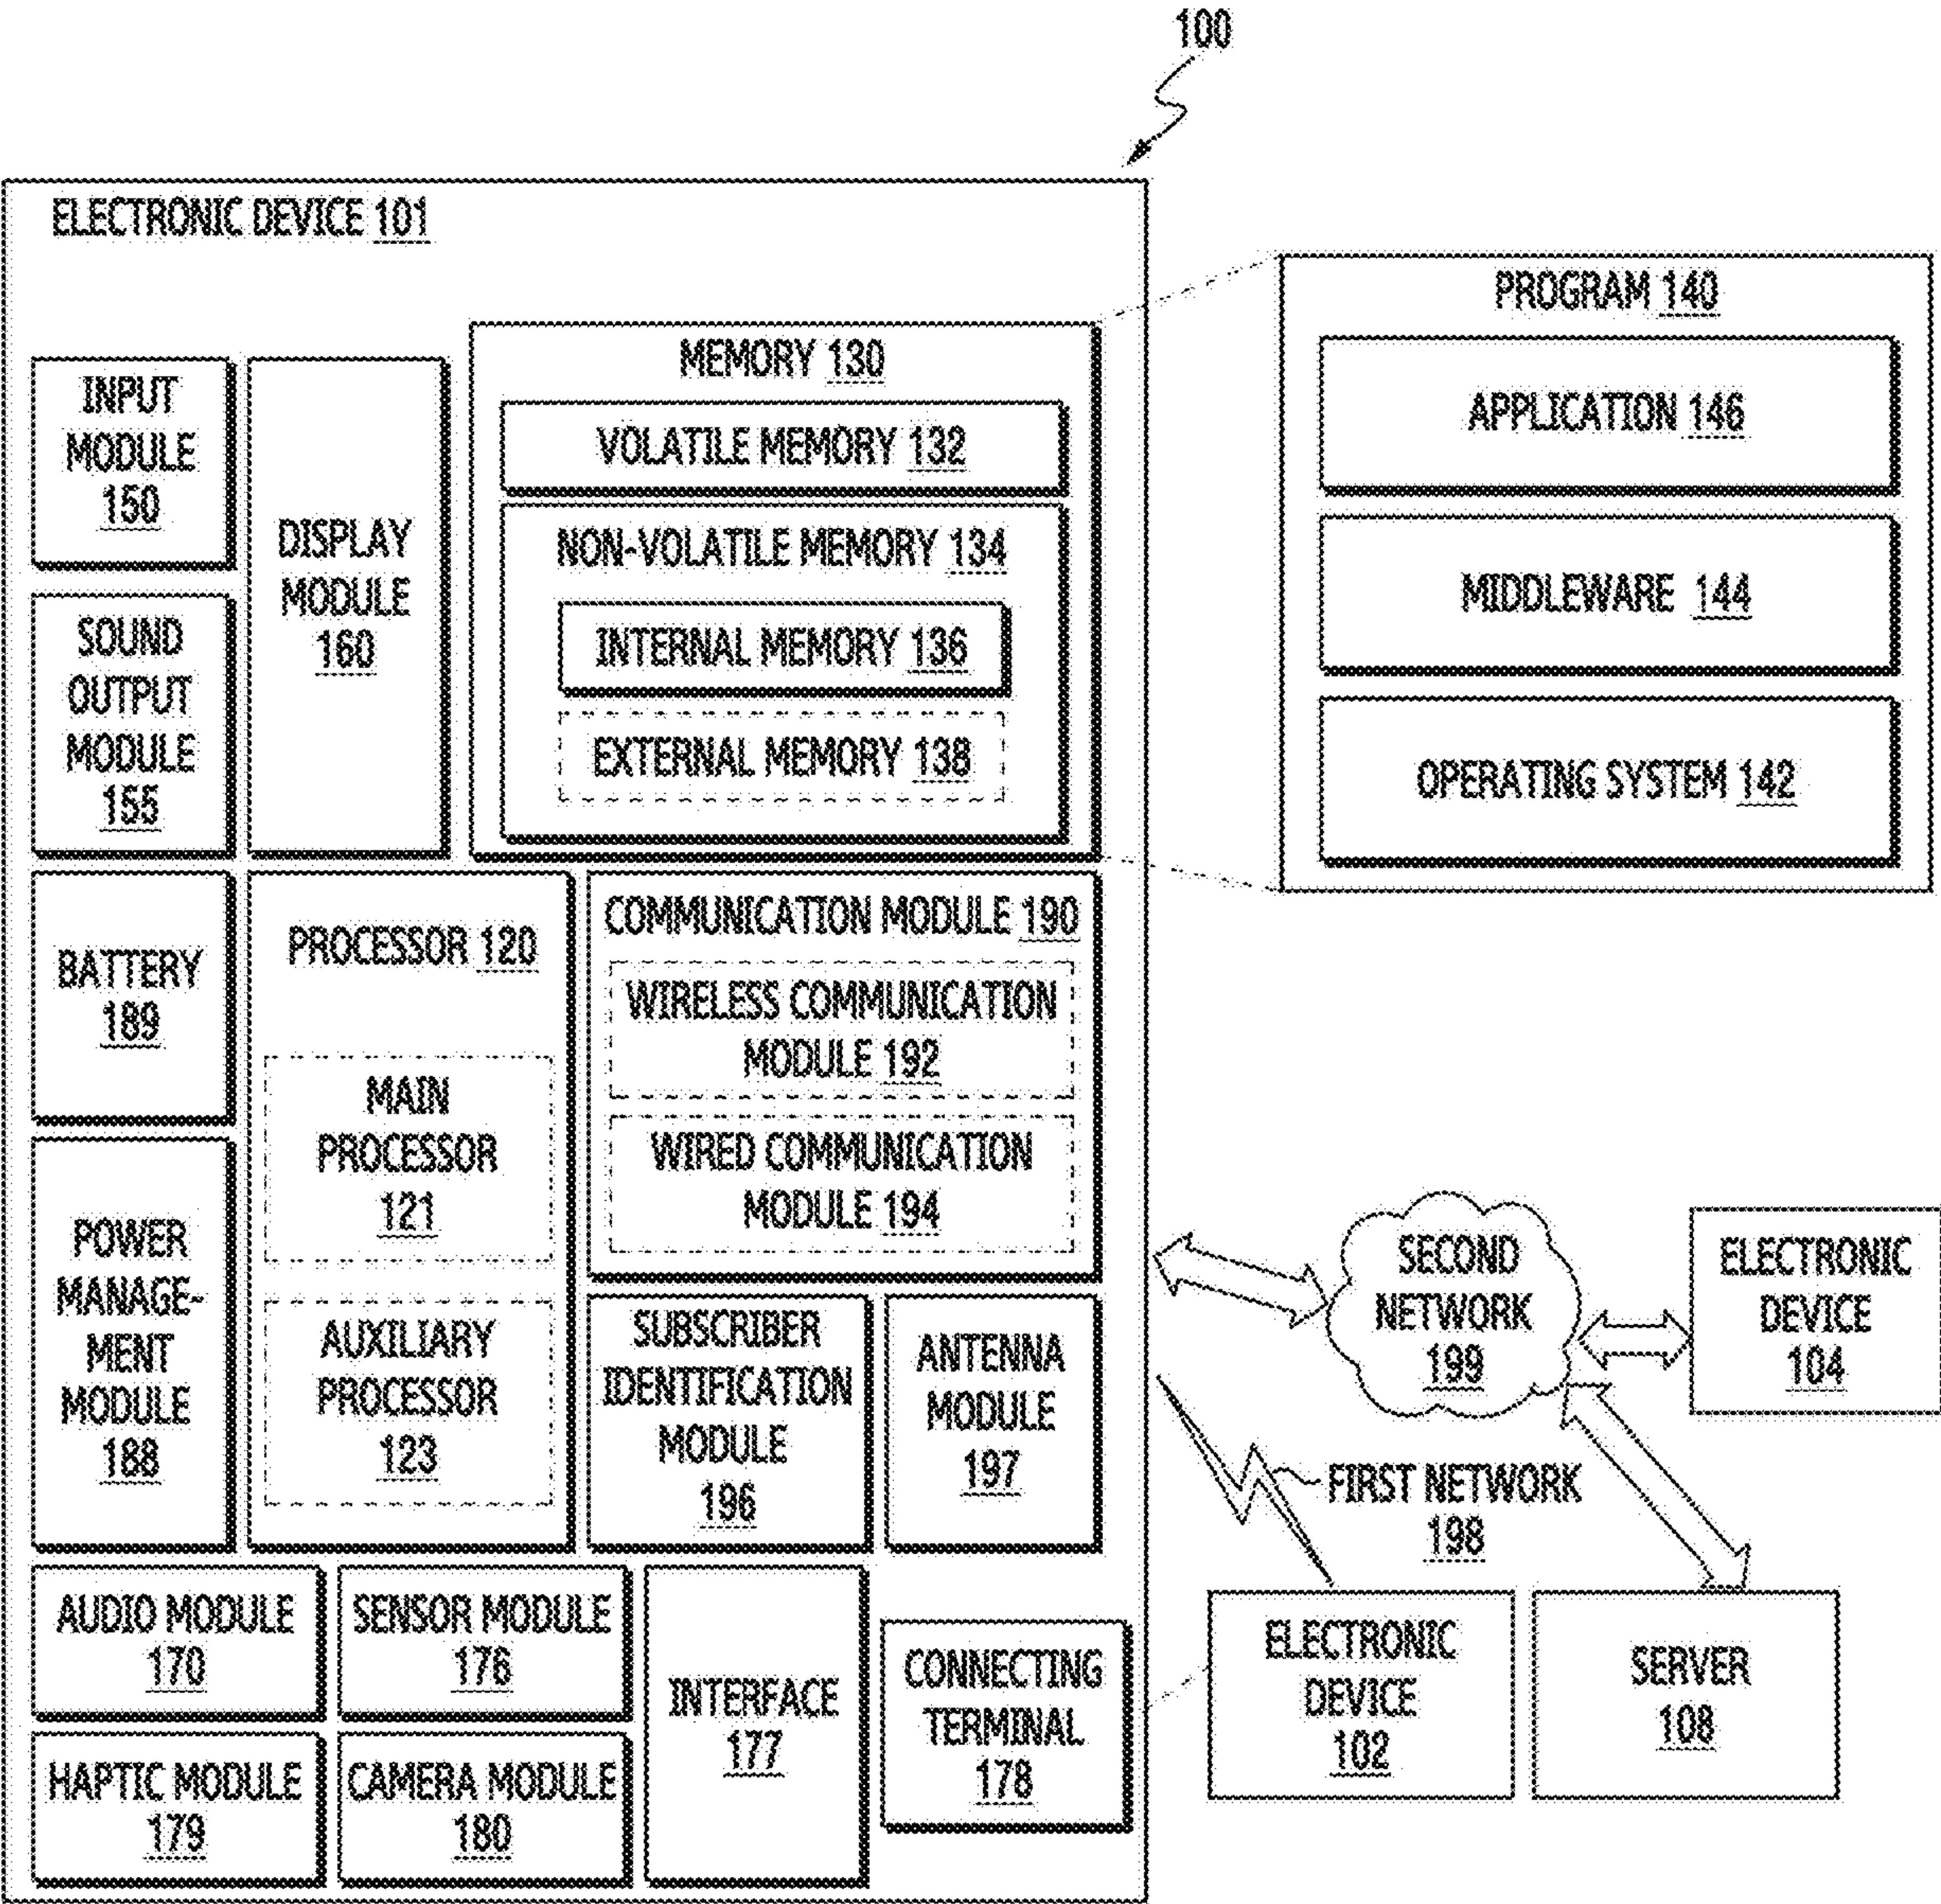 100
ELECTRONIC DEVICE 101
PROGRAM 140
APPLICATION 146
MIDDLEWARE 144
OPERATING SYSTEM 142
INPUT
MODULE
150
SOUND
OUTPUT
MODULE
155
DISPLAY
MODULE
160
MEMORY 130
VOLATILE MEMORY 132
NON-VOLATILE MEMORY 134
INTERNAL MEMORY 136
EXTERNAL MEMORY 138
BATTERY
189
POWER
MANAGE-
MENT
MODULE
188
PROCESSOR 120
MAIN
PROCESSOR
121
AUXILIARY
PROCESSOR
123
COMMUNICATION MODULE 190
WIRELESS COMMUNICATION
MODULE 192
WIRED COMMUNICATION
MODULE 194
SUBSCRIBER
IDENTIFICATION
MODULE
196
ANTENNA
MODULE
197
AUDIO MODULE
170
SENSOR MODULE
176
HAPTIC MODULE
179
CAMERA MODULE
180
INTERFACE
177
CONNECTING
TERMINAL
178
SECOND
NETWORK
199
ELECTRONIC
DEVICE
104
FIRST NETWORK
198
ELECTRONIC
DEVICE
102
SERVER
108